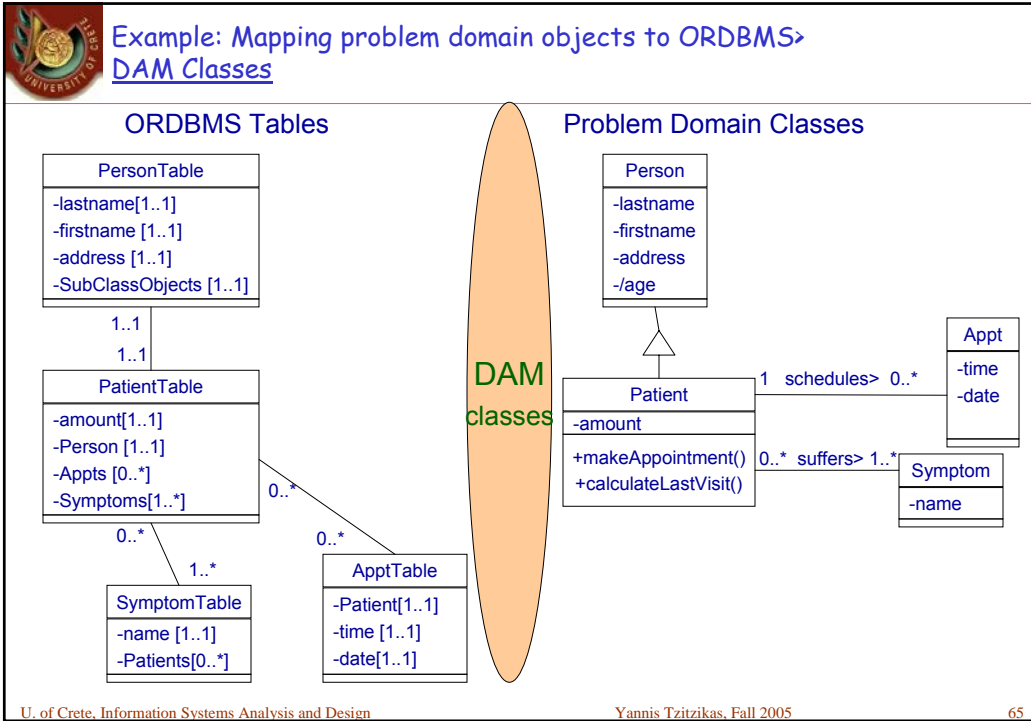 UNIVERSITY OF CRETE
Example: Mapping problem domain objects to ORDBMS>
DAM Classes
ORDBMS Tables
PersonTable
-lastname[1..1]
-firstname [1..1]
-address [1..1]
-SubClassObjects [1..1]
1..1
1..1
PatientTable
-amount[1..1]
-Person [1..1]
-Appts [0..*]
-Symptoms[1..*]
0..*
0..*
0..*
1..*
SymptomTable
-name [1..1]
-Patients[0..*]
ApptTable
-Patient[1..1]
-time [1..1]
-date[1..1]
DAM
classes
Problem Domain Classes
Person
-lastname
-firstname
-address
-/age
Patient
-amount
+makeAppointment()
+calculateLastVisit()
1 schedules> 0..*
Appt
-time
-date
0..* suffers> 1..*
Symptom
-name
U. of Crete, Information Systems Analysis and Design
Yannis Tzitzikas, Fall 2005
65